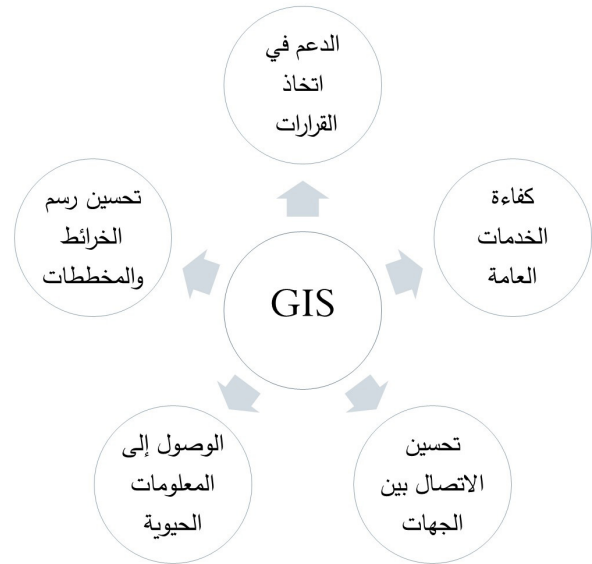 الدعم في
اتخاذ
القرارات
كفاءة
الخدمات
العامة
تحسين
الاتصال بين
الجهات
الوصول إلى
المعلومات
الحيوية
تحسين رسم
الخرائط
والمخططات
GIS